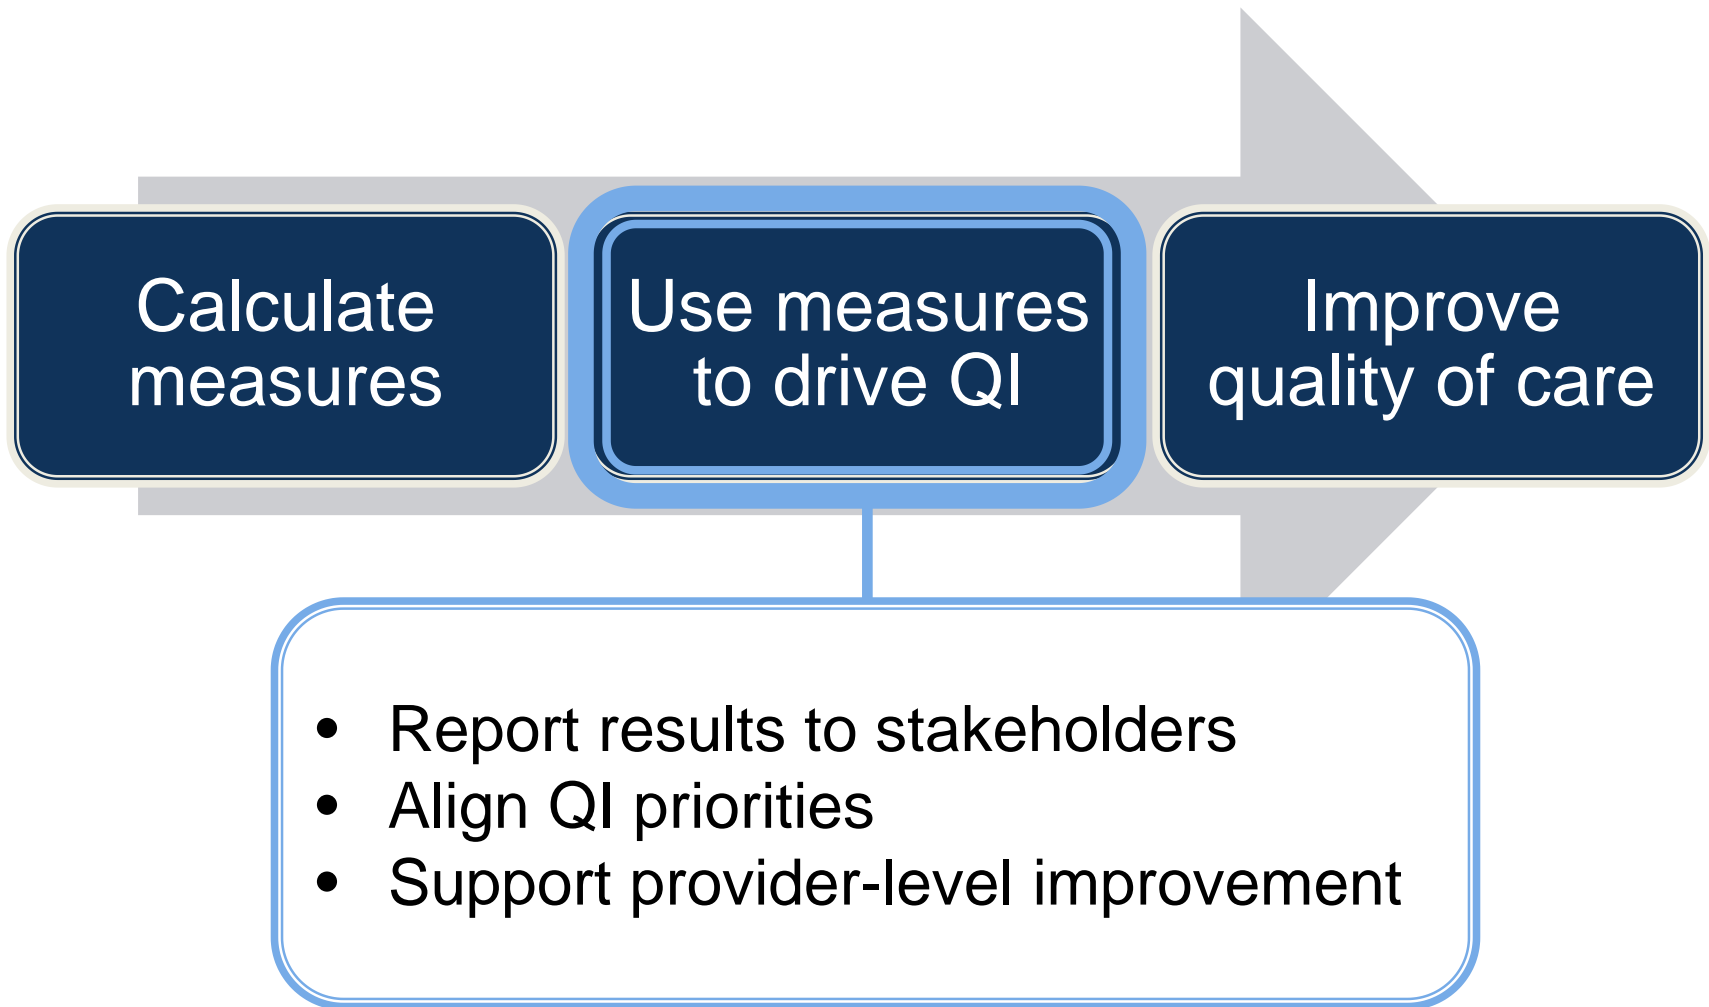 Calculate
measures
Use measures
to drive QI
Improve
quality of care
• Report results to stakeholders
• Align QI priorities
• Support provider-level improvement